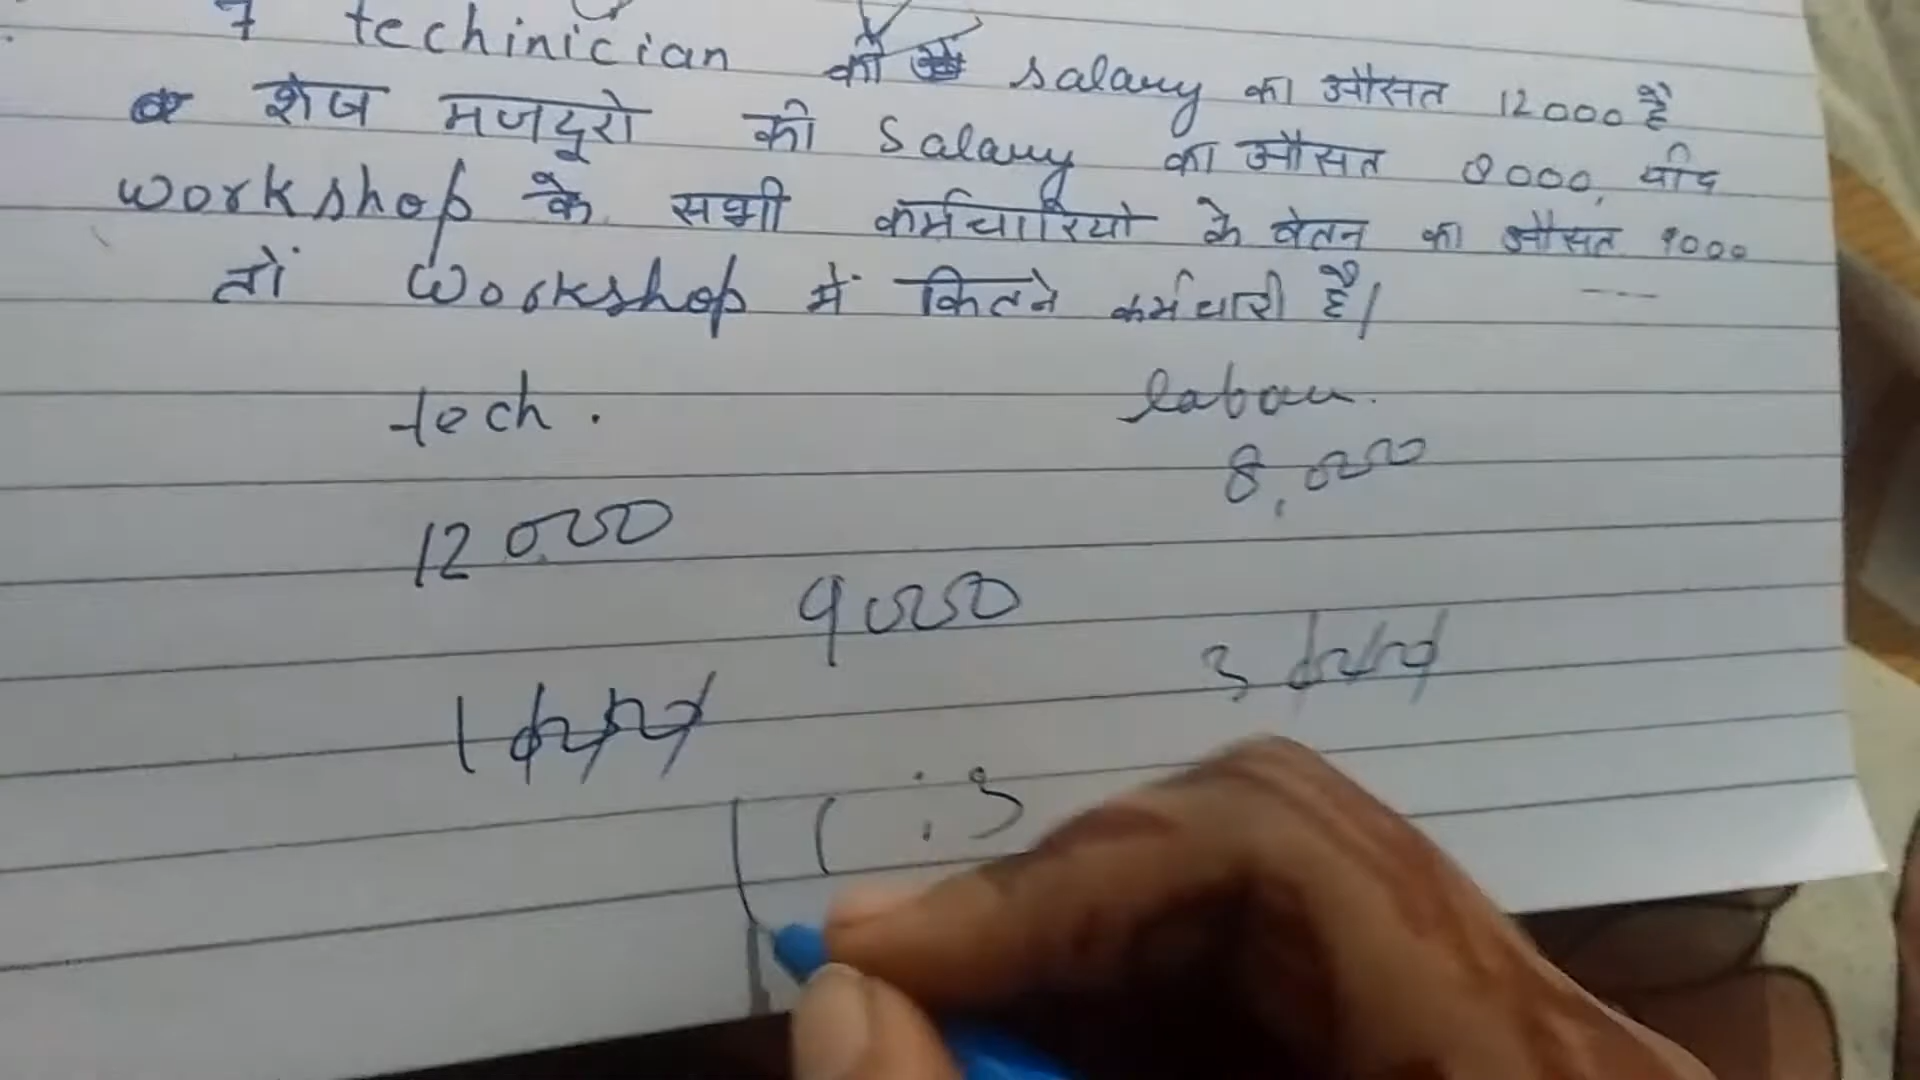 7 techinician की salary का औसत 12000 है
शेष मजदूरो की Salary का औसत 8000, यदि
workshop के सभी कर्मचारियो के वेतन का औसत 9000
तो workshop में कितने कर्मचारी है।
tech. labour.
12000 8,000
9000
1000 3000
1 : 3